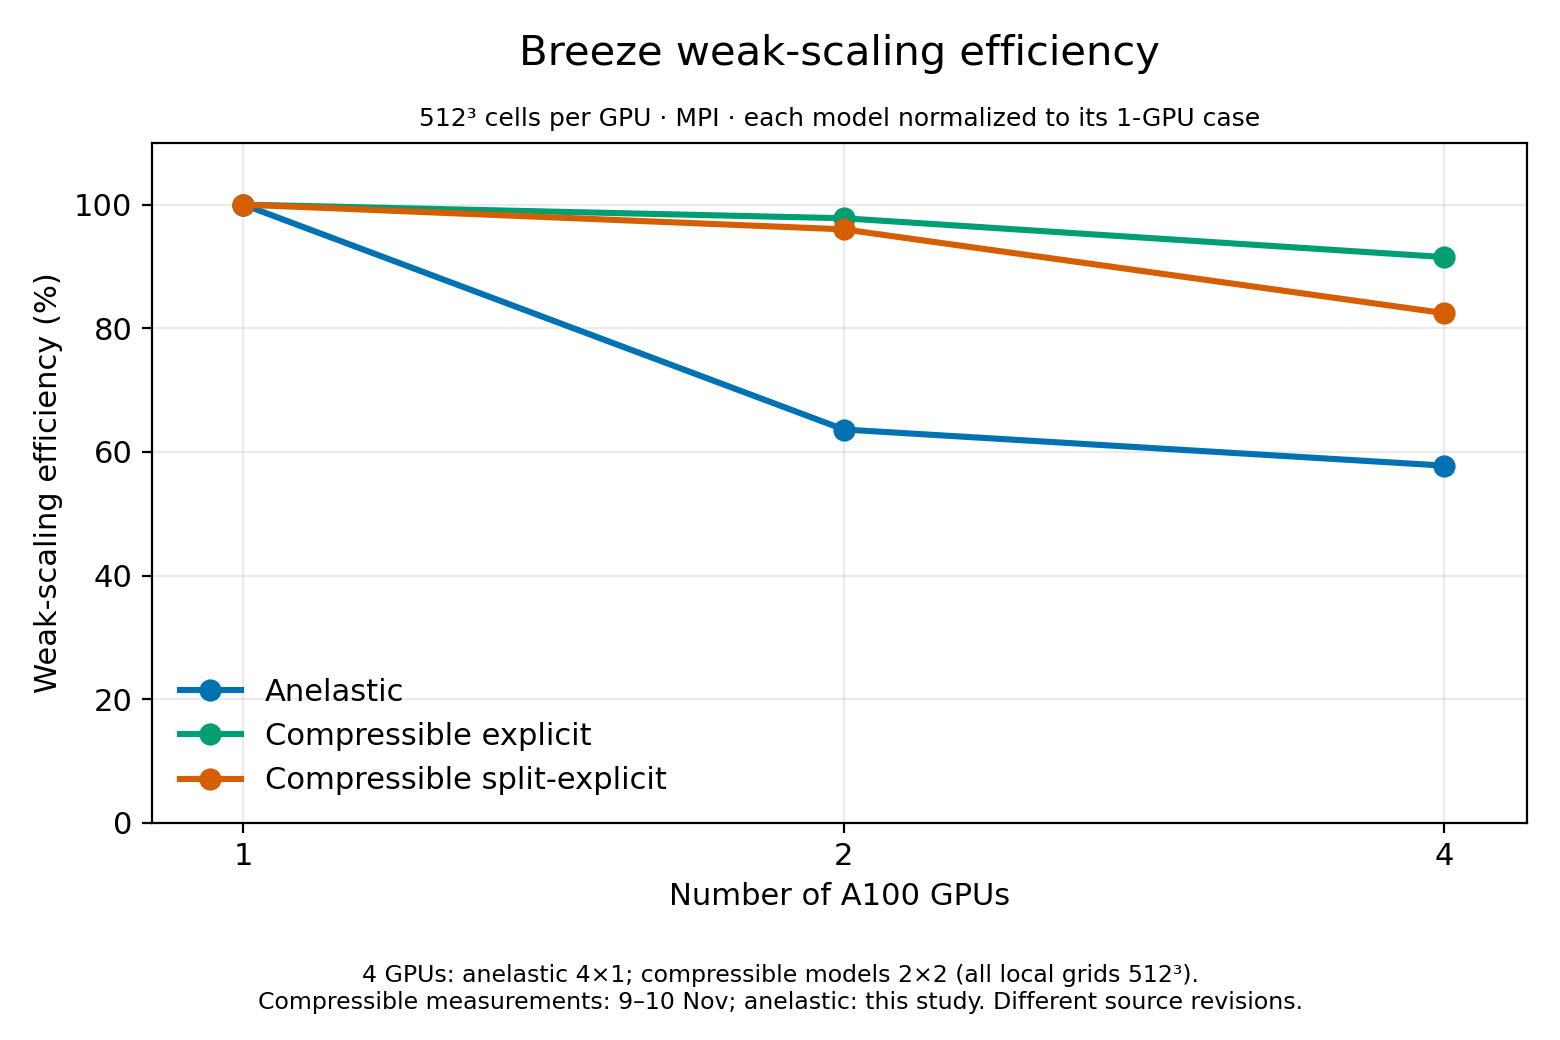 Breeze weak-scaling efficiency
512³ cells per GPU · MPI · each model normalized to its 1-GPU case
Weak-scaling efficiency (%)
100
80
60
40
20
0
Anelastic
Compressible explicit
Compressible split-explicit
1 2 4
Number of A100 GPUs
4 GPUs: anelastic 4×1; compressible models 2×2 (all local grids 512³).
Compressible measurements: 9–10 Nov; anelastic: this study. Different source revisions.